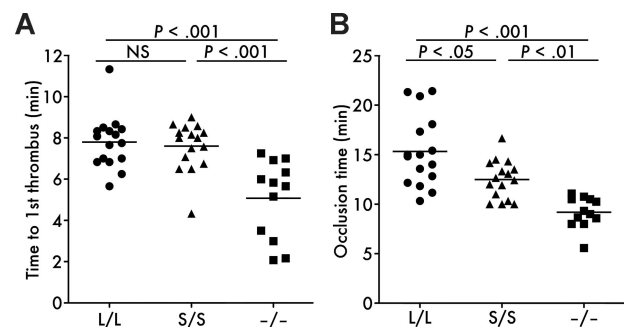 A
P < .001
NS
P < .001
Time to 1st thrombus (min)
12
10
8
6
4
2
0
L/L
S/S
–/–
B
P < .001
P < .05
P < .01
Occlusion time (min)
25
20
15
10
5
0
L/L
S/S
–/–